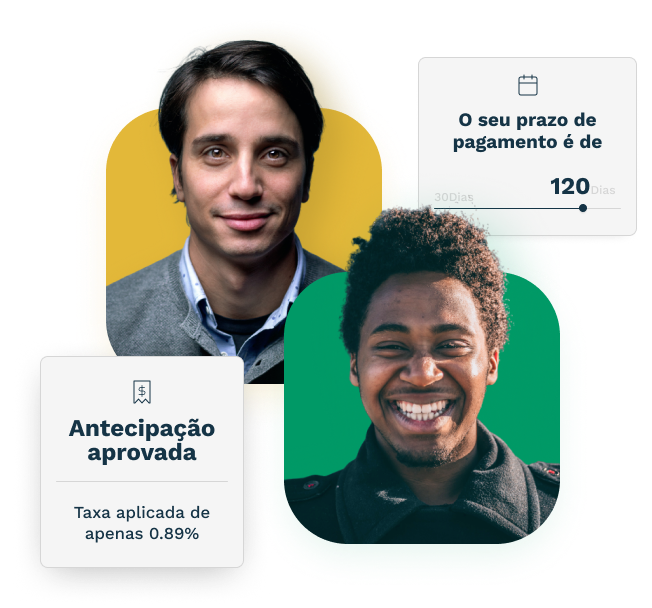 O seu prazo de
pagamento é de
30Dias 120 Dias
Antecipação
aprovada
Taxa aplicada de
apenas 0.89%